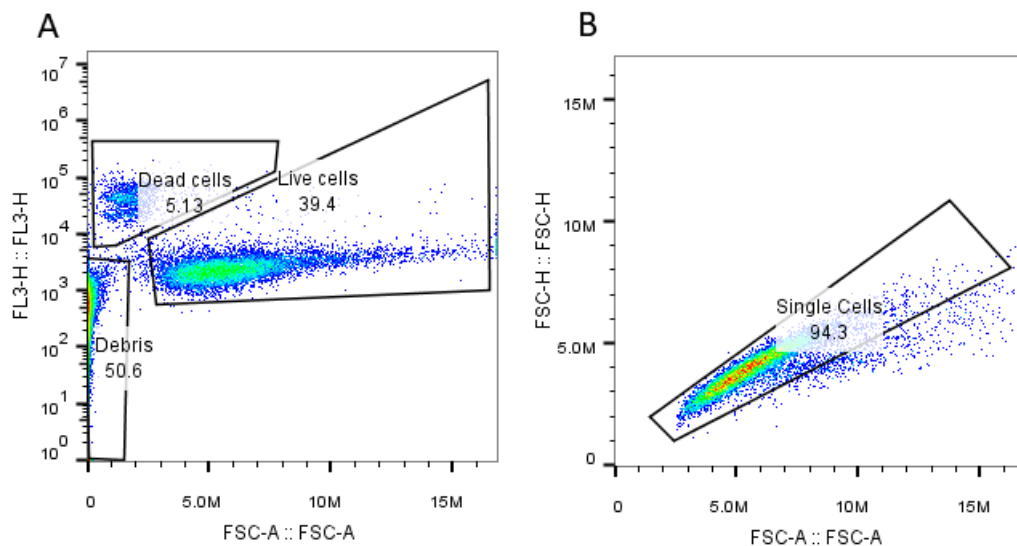 A
B
10^7
10^6
10^5
10^4
10^3
10^2
10^1
10^0
FL3-H :: FL3-H
Dead cells
5.13
Live cells
39.4
Debris
50.6
0
5.0M
10M
15M
FSC-A :: FSC-A
15M
10M
5.0M
0
FSC-H :: FSC-H
Single Cells
94.3
0
5.0M
10M
15M
FSC-A :: FSC-A